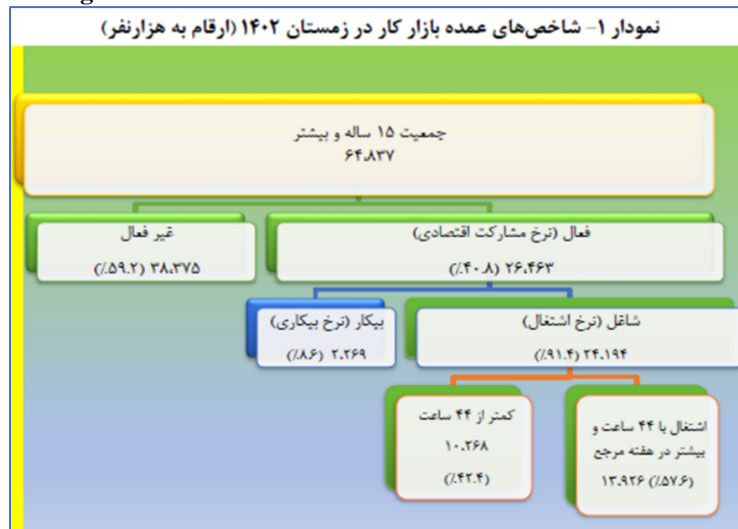 نمودار ۱- شاخص‌های عمده بازار کار در زمستان ۱۴۰۲ (ارقام به هزارنفر)
جمعیت ۱۵ ساله و بیشتر
۶۴،۸۳۷
فعال (نرخ مشارکت اقتصادی)
۲۶،۴۶۳ (۴۰.۸٪)
غیر فعال
۳۸،۳۷۵ (۵۹.۲٪)
شاغل (نرخ اشتغال)
۲۴،۱۹۴ (۹۱.۴٪)
بیکار (نرخ بیکاری)
۲،۲۶۹ (۸.۶٪)
اشتغال با ۴۴ ساعت و
بیشتر در هفته مرجع
۱۳،۹۲۶ (۵۷.۶٪)
کمتر از ۴۴ ساعت
۱۰،۲۶۸
(۴۲.۴٪)